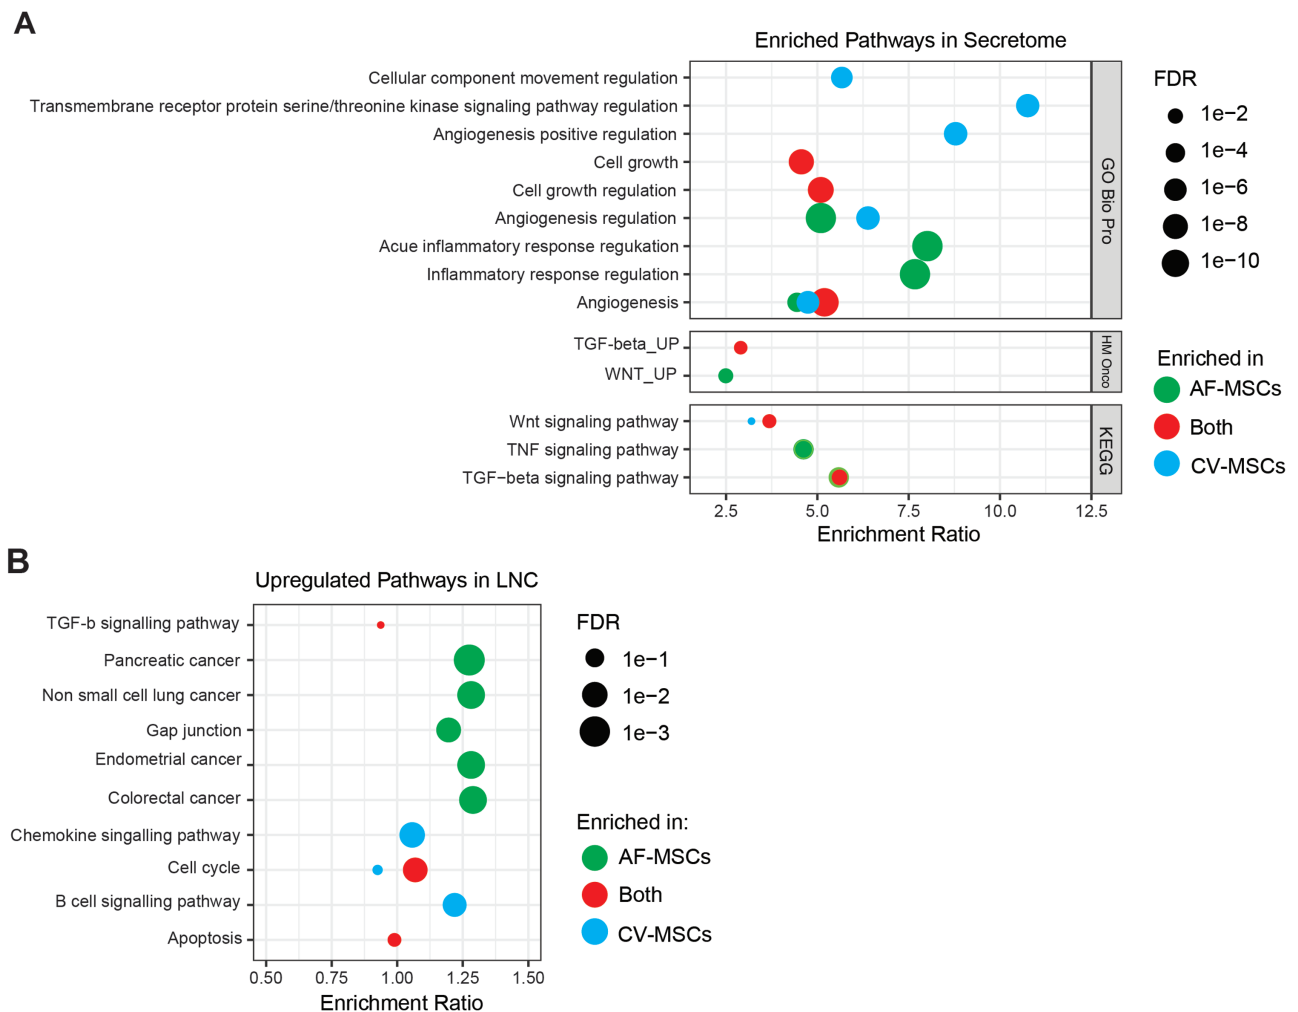 A
Enriched Pathways in Secretome
Cellular component movement regulation
Transmembrane receptor protein serine/threonine kinase signaling pathway regulation
Angiogenesis positive regulation
Cell growth
Cell growth regulation
Angiogenesis regulation
Acue inflammatory response regukation
Inflammatory response regulation
Angiogenesis
GO Bio Pro
TGF-beta_UP
WNT_UP
HM Onco
Wnt signaling pathway
TNF signaling pathway
TGF−beta signaling pathway
KEGG
2.5 5.0 7.5 10.0 12.5
Enrichment Ratio
FDR
1e−2
1e−4
1e−6
1e−8
1e−10
Enriched in
AF-MSCs
Both
CV-MSCs
B
Upregulated Pathways in LNC
TGF-b signalling pathway
Pancreatic cancer
Non small cell lung cancer
Gap junction
Endometrial cancer
Colorectal cancer
Chemokine singalling pathway
Cell cycle
B cell signalling pathway
Apoptosis
0.50 0.75 1.00 1.25 1.50
Enrichment Ratio
FDR
1e−1
1e−2
1e−3
Enriched in:
AF-MSCs
Both
CV-MSCs